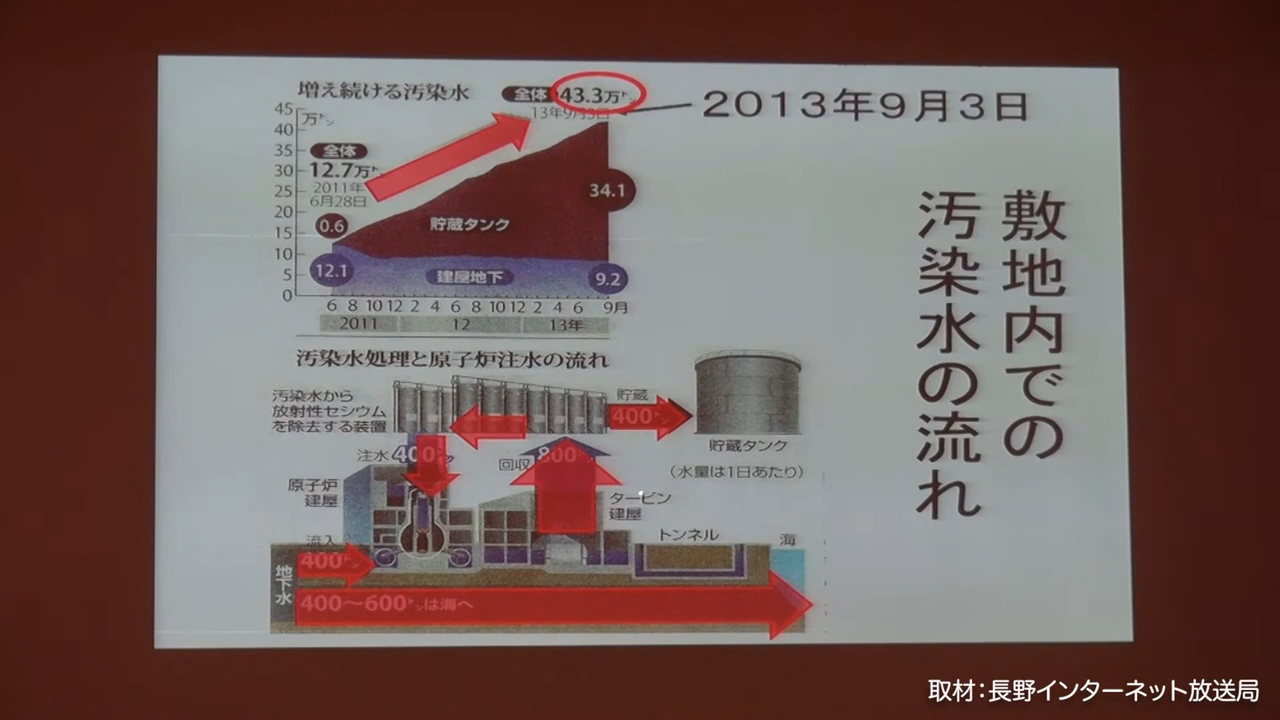 増え続ける汚染水
全体 43.3万㌧
13年9月3日
2013年9月3日
万㌧
45
40
35
30
25
20
15
10
5
0
全体
12.7万㌧
2011年
6月28日
0.6
12.1
貯蔵タンク
建屋地下
34.1
9.2
6 8 10 12 2 4 6 8 10 12 2 4 6 9月
2011 12 13年
敷地内での
汚染水の流れ
汚染水処理と原子炉注水の流れ
汚染水から
放射性セシウム
を除去する装置
貯蔵
400㌧
貯蔵タンク
(水量は1日あたり)
注水 400㌧
回収 800㌧
原子炉
建屋
タービン
建屋
トンネル
海
流入
400㌧
地下水
400〜600㌧は海へ
取材：長野インターネット放送局